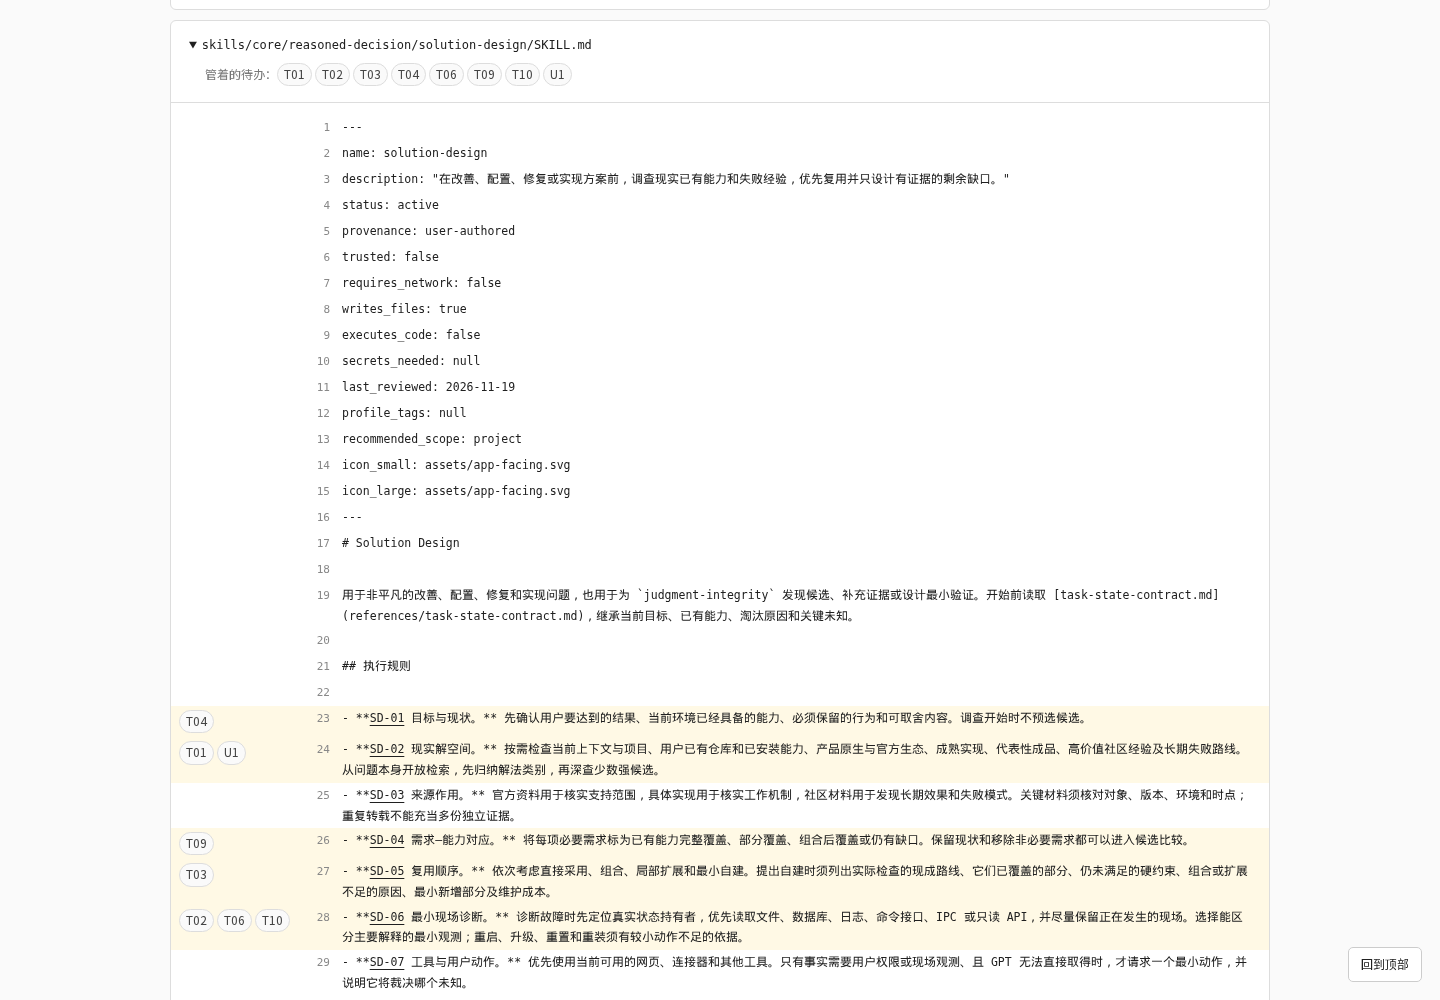 ▼ skills/core/reasoned-decision/solution-design/SKILL.md
管着的待办： T01 T02 T03 T04 T06 T09 T10 U1
1 ---
2 name: solution-design
3 description: "在改善、配置、修复或实现方案前，调查现实已有能力和失败经验，优先复用并只设计有证据的剩余缺口。"
4 status: active
5 provenance: user-authored
6 trusted: false
7 requires_network: false
8 writes_files: true
9 executes_code: false
10 secrets_needed: null
11 last_reviewed: 2026-11-19
12 profile_tags: null
13 recommended_scope: project
14 icon_small: assets/app-facing.svg
15 icon_large: assets/app-facing.svg
16 ---
17 # Solution Design
18
19 用于非平凡的改善、配置、修复和实现问题，也用于为 `judgment-integrity` 发现候选、补充证据或设计最小验证。开始前读取 [task-state-contract.md]
(references/task-state-contract.md)，继承当前目标、已有能力、淘汰原因和关键未知。
20
21 ## 执行规则
22
T04 23 - **SD-01 目标与现状。** 先确认用户要达到的结果、当前环境已经具备的能力、必须保留的行为和可取舍内容。调查开始时不预选候选。
T01 U1 24 - **SD-02 现实解空间。** 按需检查当前上下文与项目、用户已有仓库和已安装能力、产品原生与官方生态、成熟实现、代表性成品、高价值社区经验及长期失败路线。
从问题本身开放检索，先归纳解法类别，再深查少数强候选。
25 - **SD-03 来源作用。** 官方资料用于核实支持范围，具体实现用于核实工作机制，社区材料用于发现长期效果和失败模式。关键材料须核对对象、版本、环境和时点；
重复转载不能充当多份独立证据。
T09 26 - **SD-04 需求—能力对应。** 将每项必要需求标为已有能力完整覆盖、部分覆盖、组合后覆盖或仍有缺口。保留现状和移除非必要需求都可以进入候选比较。
T03 27 - **SD-05 复用顺序。** 依次考虑直接采用、组合、局部扩展和最小自建。提出自建时须列出实际检查的现成路线、它们已覆盖的部分、仍未满足的硬约束、组合或扩展
不足的原因、最小新增部分及维护成本。
T02 T06 T10 28 - **SD-06 最小现场诊断。** 诊断故障时先定位真实状态持有者，优先读取文件、数据库、日志、命令接口、IPC 或只读 API，并尽量保留正在发生的现场。选择能区
分主要解释的最小观测；重启、升级、重置和重装须有较小动作不足的依据。
29 - **SD-07 工具与用户动作。** 优先使用当前可用的网页、连接器和其他工具。只有事实需要用户权限或现场观测、且 GPT 无法直接取得时，才请求一个最小动作，并
说明它将裁决哪个未知。
回到顶部